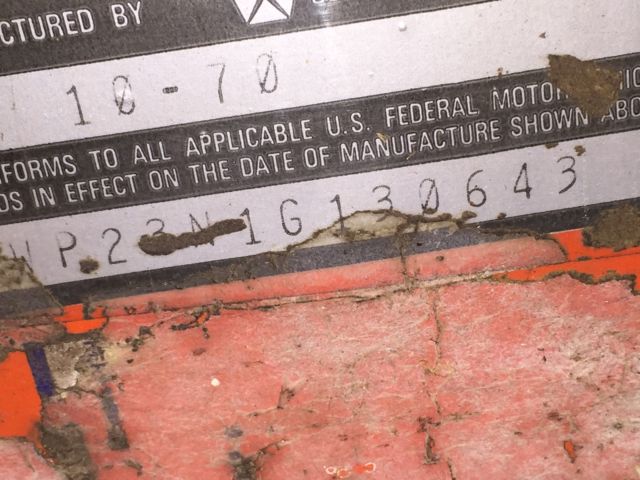 CTURED BY
10-70
FORMS TO ALL APPLICABLE U.S. FEDERAL MOTOR
DS IN EFFECT ON THE DATE OF MANUFACTURE SHOWN ABO
WP23N1G130643